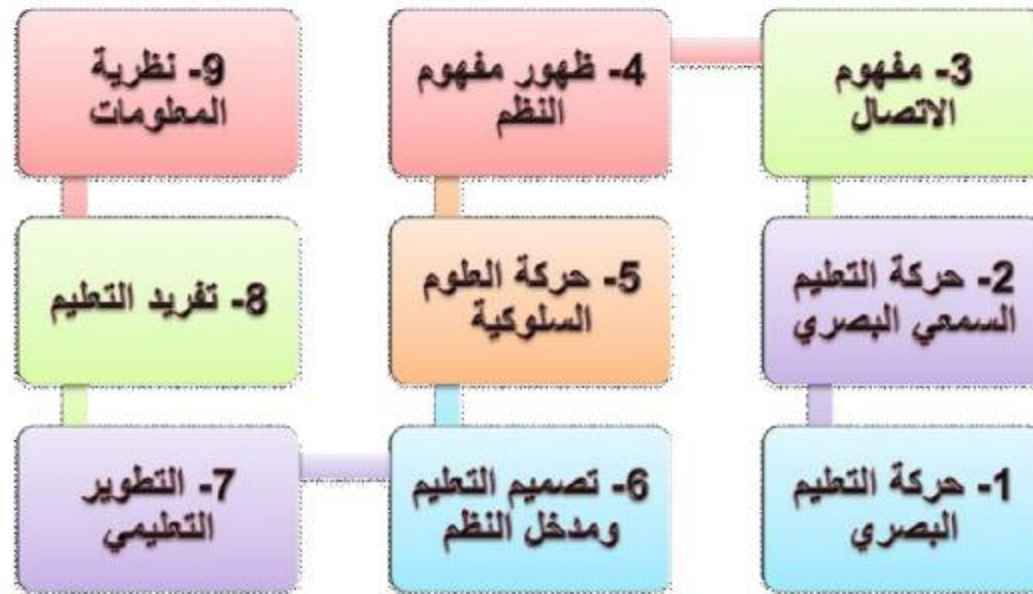 1- حركة التعليم
البصري
2- حركة التعليم
السمعي البصري
3- مفهوم
الاتصال
4- ظهور مفهوم
النظم
5- حركة العلوم
السلوكية
6- تصميم التعليم
ومدخل النظم
7- التطوير
التعليمي
8- تفريد التعليم
9- نظرية
المعلومات